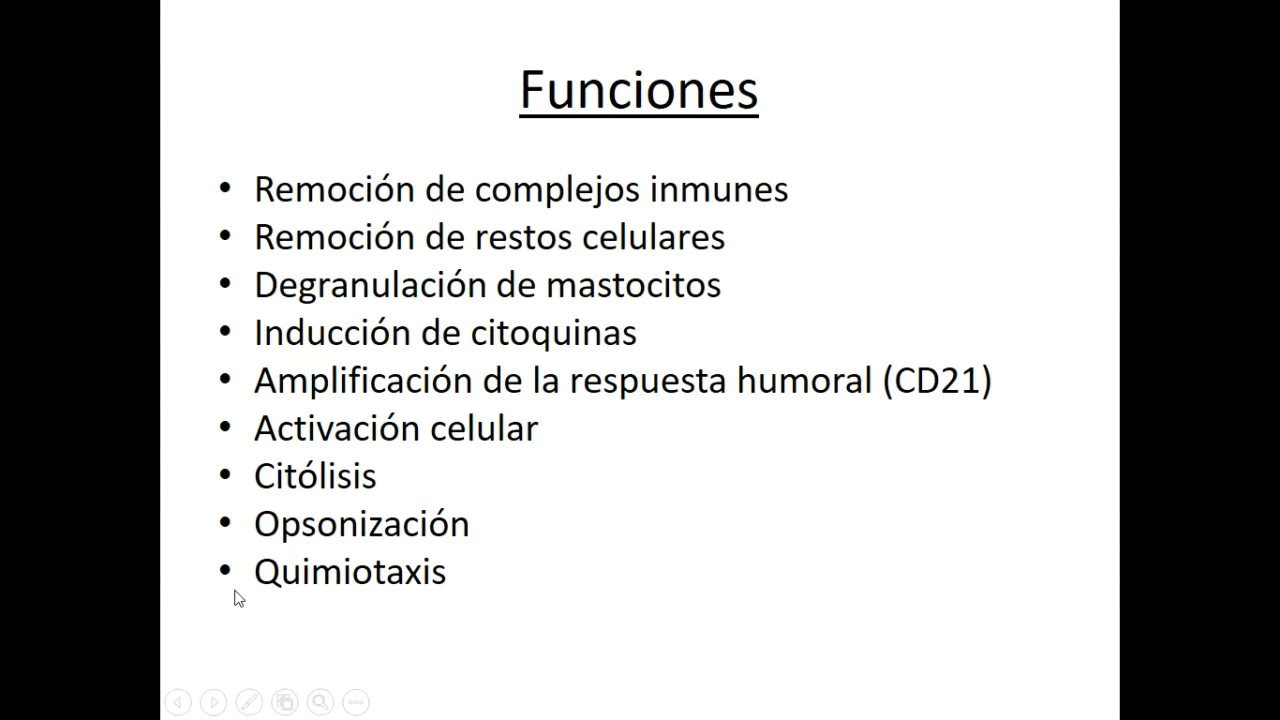 Funciones
• Remoción de complejos inmunes
• Remoción de restos celulares
• Degranulación de mastocitos
• Inducción de citoquinas
• Amplificación de la respuesta humoral (CD21)
• Activación celular
• Citólisis
• Opsonización
• Quimiotaxis